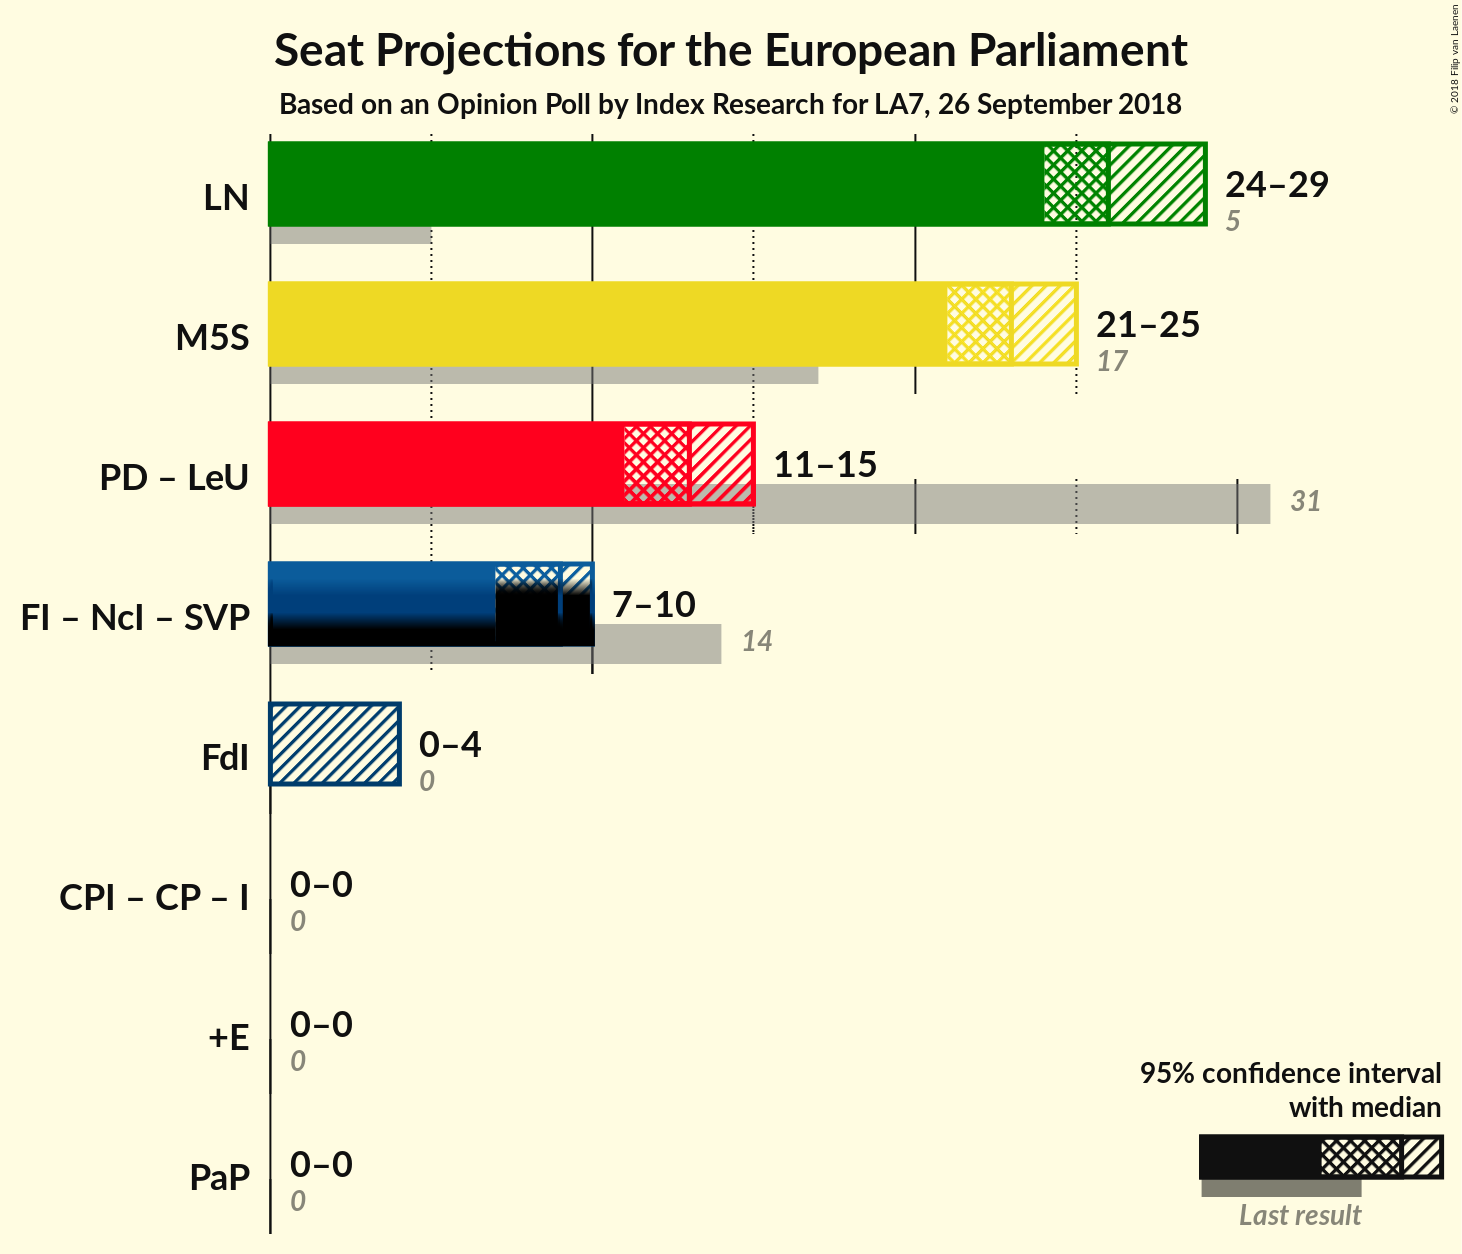 Seat Projections for the European Parliament
Based on an Opinion Poll by Index Research for LA7, 26 September 2018
© 2018 Filip van Laenen
LN
24–29
5
M5S
21–25
17
PD – LeU
11–15
31
FI – NcI – SVP
7–10
14
FdI
0–4
0
CPI – CP – I
0–0
0
+E
0–0
0
PaP
0–0
0
95% confidence interval
with median
Last result